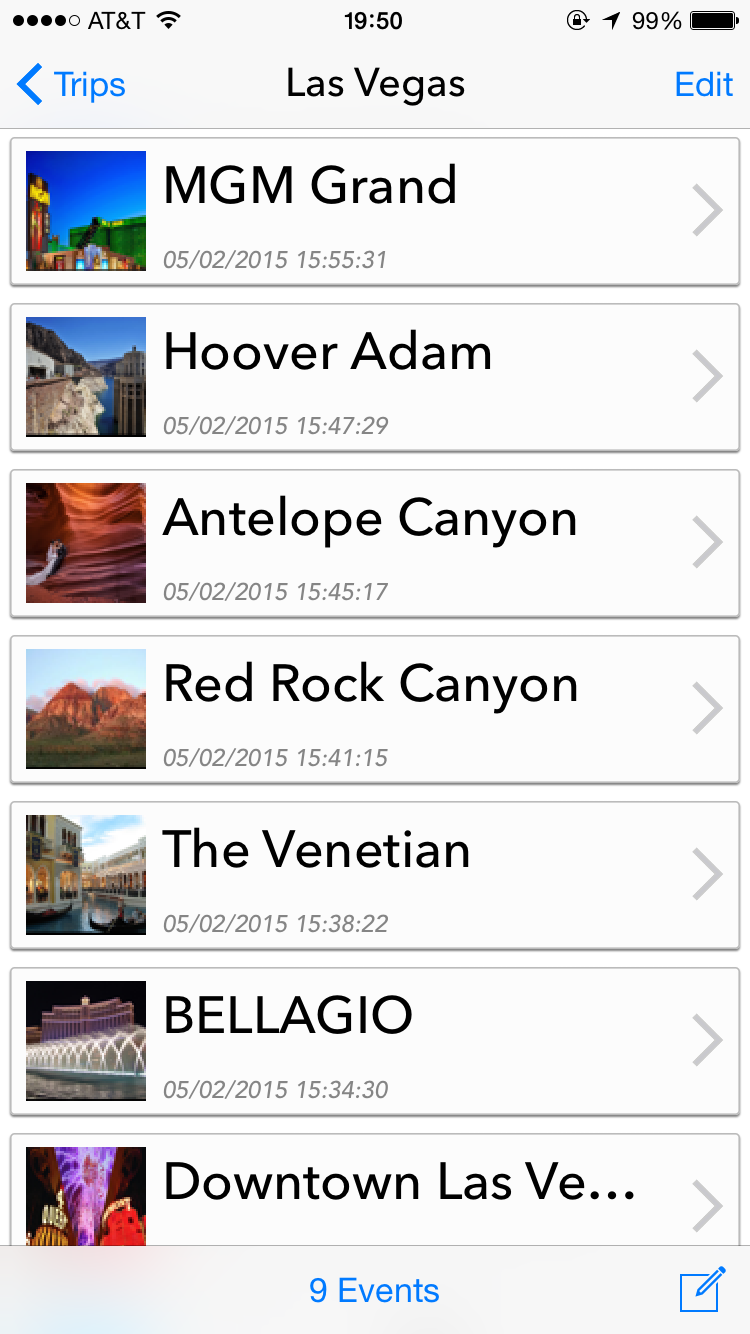 AT&T 19:50 99%
Trips Las Vegas Edit
MGM Grand
05/02/2015 15:55:31
Hoover Adam
05/02/2015 15:47:29
Antelope Canyon
05/02/2015 15:45:17
Red Rock Canyon
05/02/2015 15:41:15
The Venetian
05/02/2015 15:38:22
BELLAGIO
05/02/2015 15:34:30
Downtown Las Ve...
9 Events